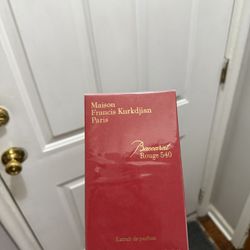 Maison
Francis Kurkdjian
Paris
Baccarat
Rouge 540
Extrait de parfum